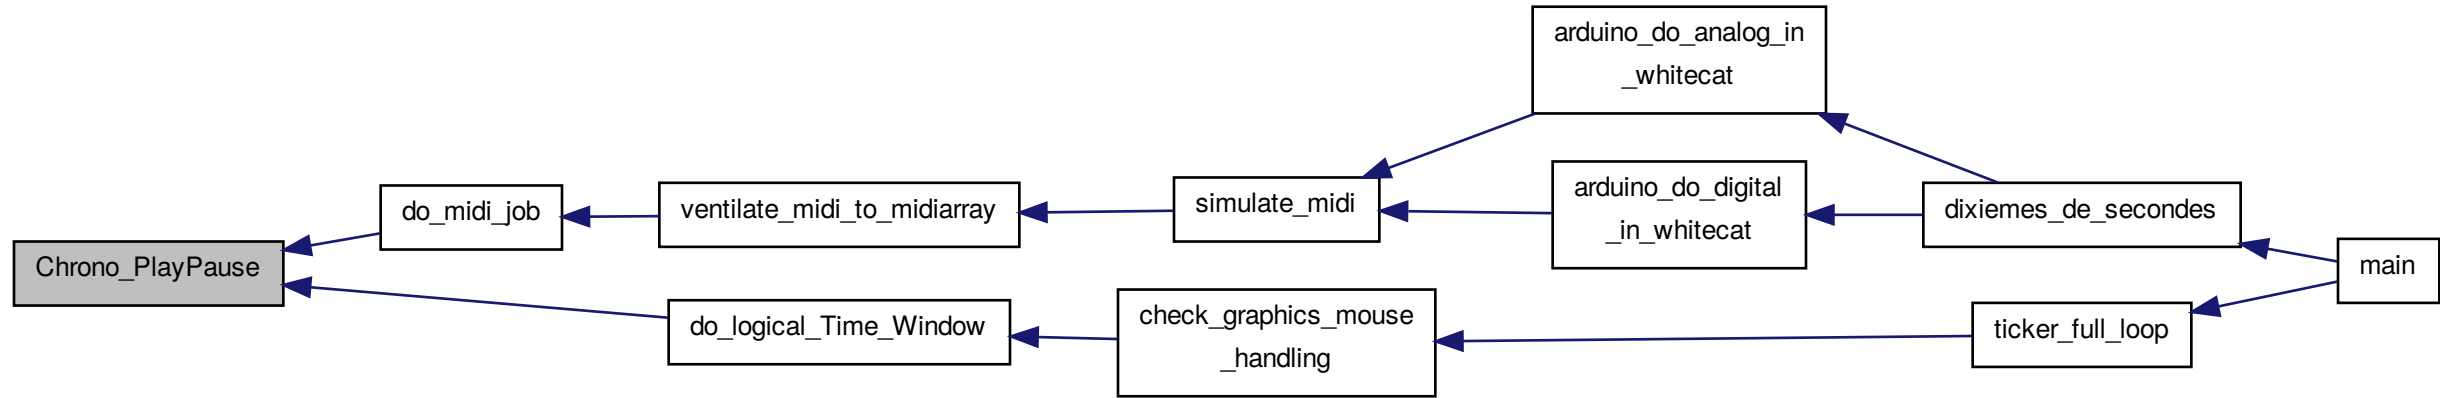 Chrono_PlayPause
do_midi_job
ventilate_midi_to_midiarray
simulate_midi
arduino_do_analog_in
_whitecat
arduino_do_digital
_in_whitecat
dixiemes_de_secondes
main
do_logical_Time_Window
check_graphics_mouse
_handling
ticker_full_loop